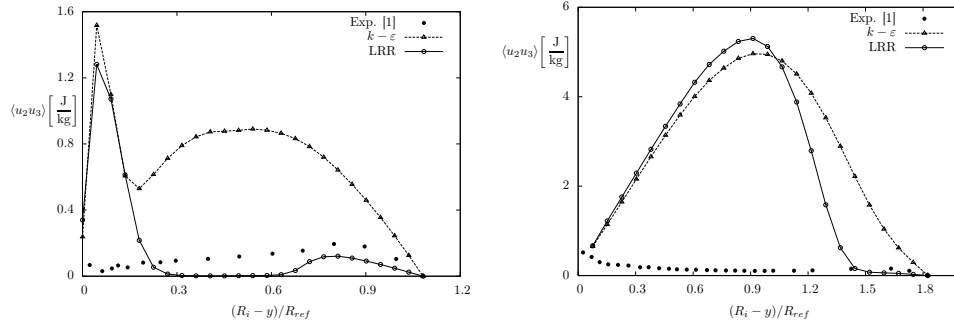 1.6
1.2
⟨u₂u₃⟩ [J/kg]
0.8
0.4
0
0 0.3 0.6 0.9 1.2
(Rᵢ − y)/R_ref
Exp. [1]
k − ε
LRR
6
⟨u₂u₃⟩ [J/kg]
4
2
0
0 0.3 0.6 0.9 1.2 1.5 1.8
(Rᵢ − y)/R_ref
Exp. [1]
k − ε
LRR